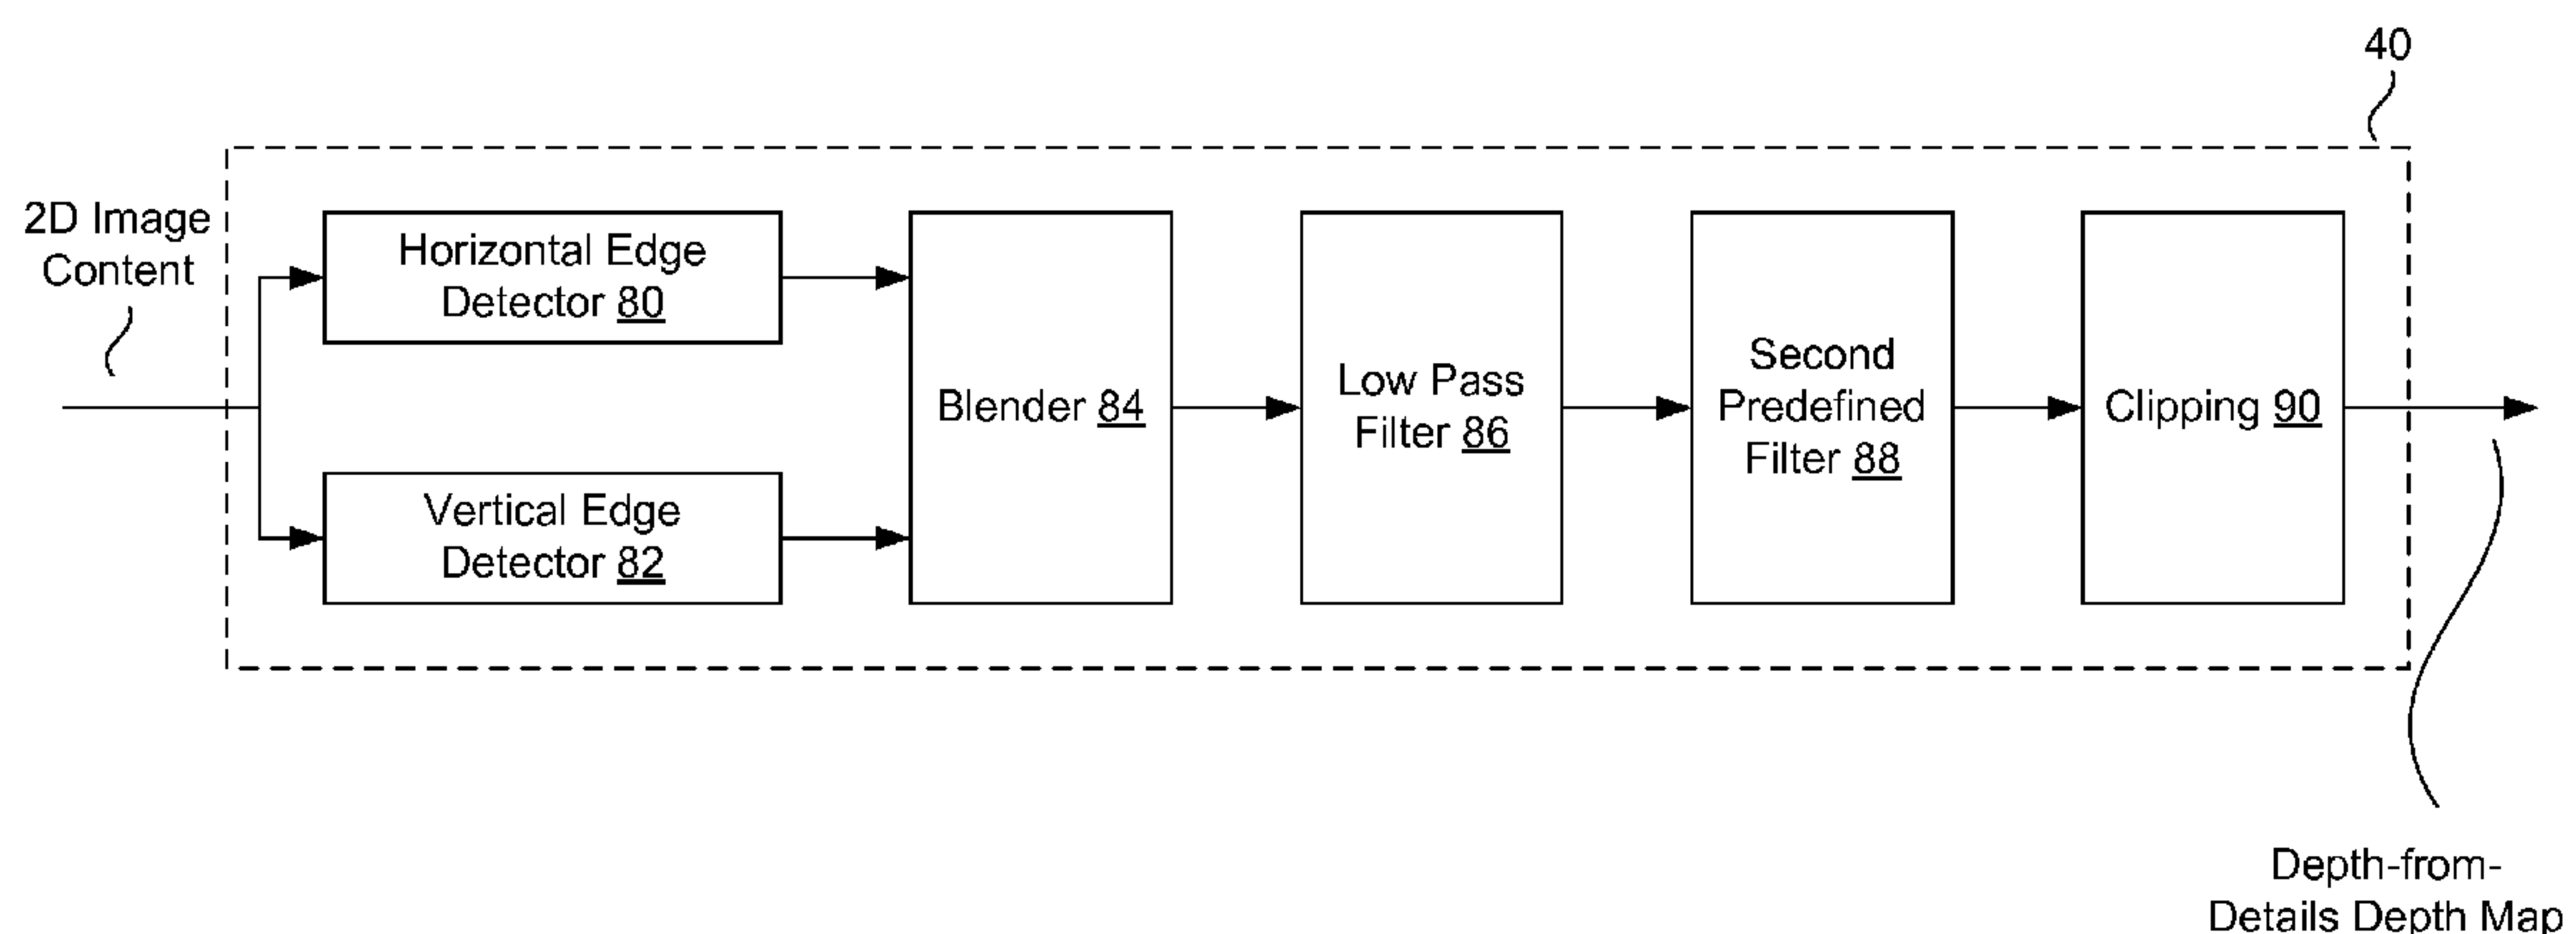 40
2D Image
Content
Horizontal Edge
Detector 80
Vertical Edge
Detector 82
Blender 84
Low Pass
Filter 86
Second
Predefined
Filter 88
Clipping 90
Depth-from-
Details Depth Map